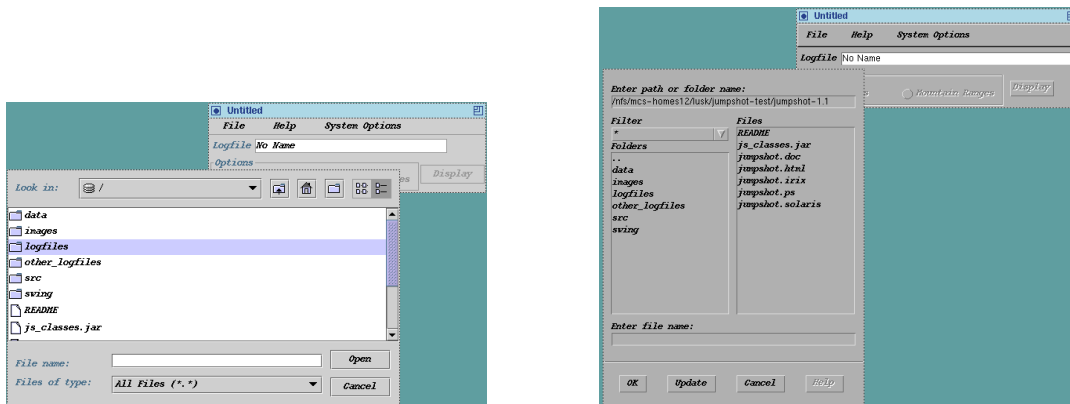 Untitled
File Help System Options
Logfile No Name
Options
Display
Look in: /
data
images
logfiles
other_logfiles
src
swing
README
js_classes.jar
File name: Open
Files of type: All Files (*.*) Cancel
Untitled
File Help System Options
Logfile No Name
Mountain Ranges Display
Enter path or folder name:
/nfs/mcs-homes12/lusk/jumpshot-test/jumpshot-1.1
Filter Files
* README
Folders js_classes.jar
.. jumpshot.doc
data jumpshot.html
images jumpshot.irix
logfiles jumpshot.ps
other_logfiles jumpshot.solaris
src
swing
Enter file name:
OK Update Cancel Help